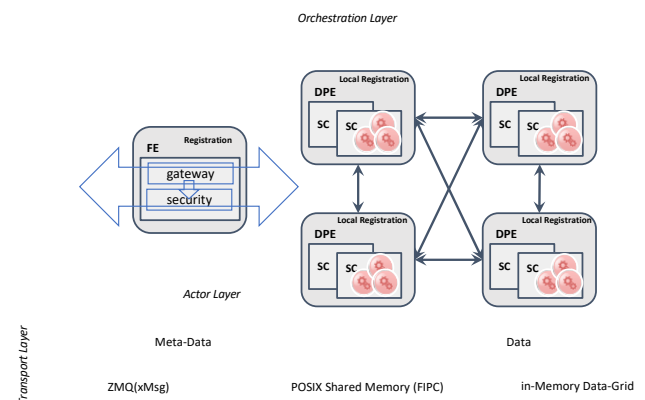 Orchestration Layer
Local Registration
DPE
SC
SC
Local Registration
DPE
SC
SC
Registration
FE
gateway
security
Local Registration
DPE
SC
SC
Local Registration
DPE
SC
SC
Actor Layer
Transport Layer
Meta-Data
Data
ZMQ(xMsg)
POSIX Shared Memory (FIPC)
in-Memory Data-Grid